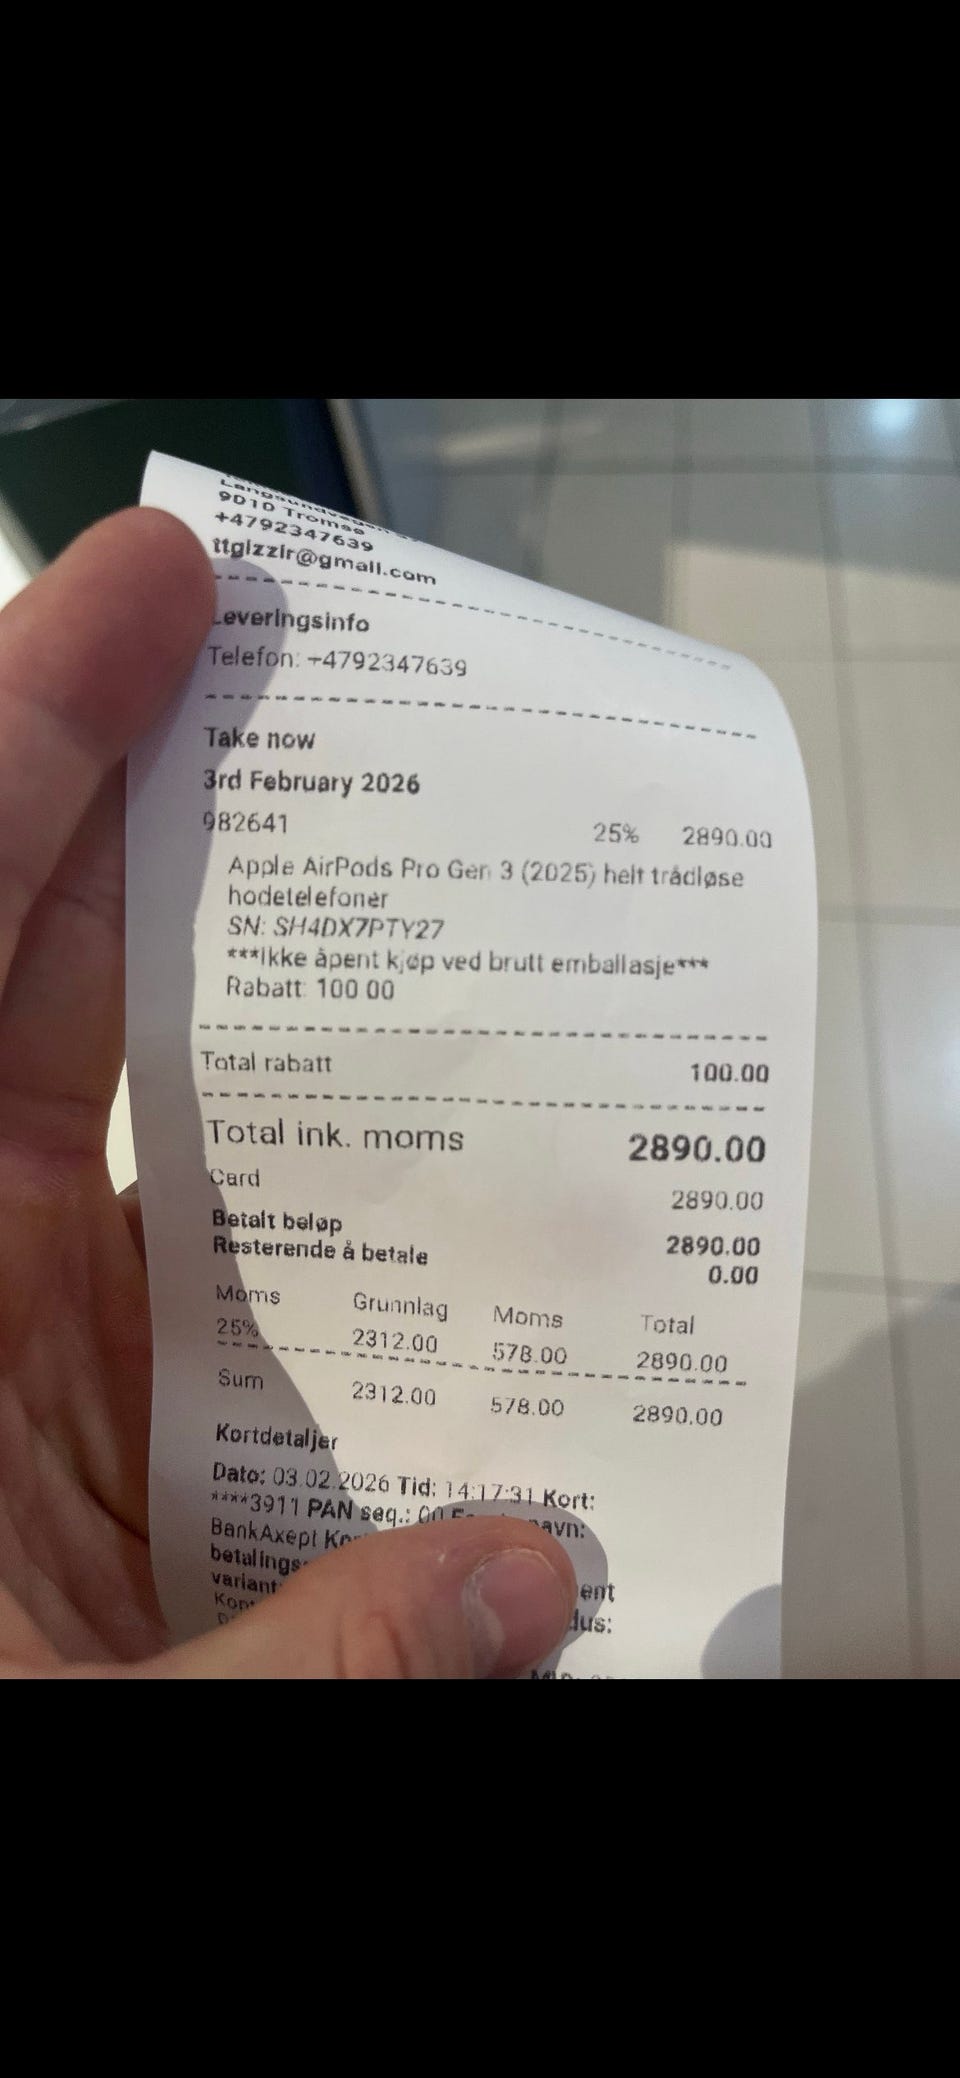 9010 Tromsø
+4792347639
ttgizzir@gmail.com
Leveringsinfo
Telefon: +4792347639
Take now
3rd February 2026
982641 25% 2890.00
Apple AirPods Pro Gen 3 (2025) helt trådløse
hodetelefoner
SN: SH4DX7PTY27
***Ikke åpent kjøp ved brutt emballasje***
Rabatt: 100.00
Total rabatt 100.00
Total ink. moms 2890.00
Card 2890.00
Betalt beløp 2890.00
Resterende å betale 0.00
Moms Grunnlag Moms Total
25% 2312.00 578.00 2890.00
Sum 2312.00 578.00 2890.00
Kortdetaljer
Dato: 03.02.2026 Tid: 14:17:31 Kort:
****3911 PAN seq.: 00
BankAxept